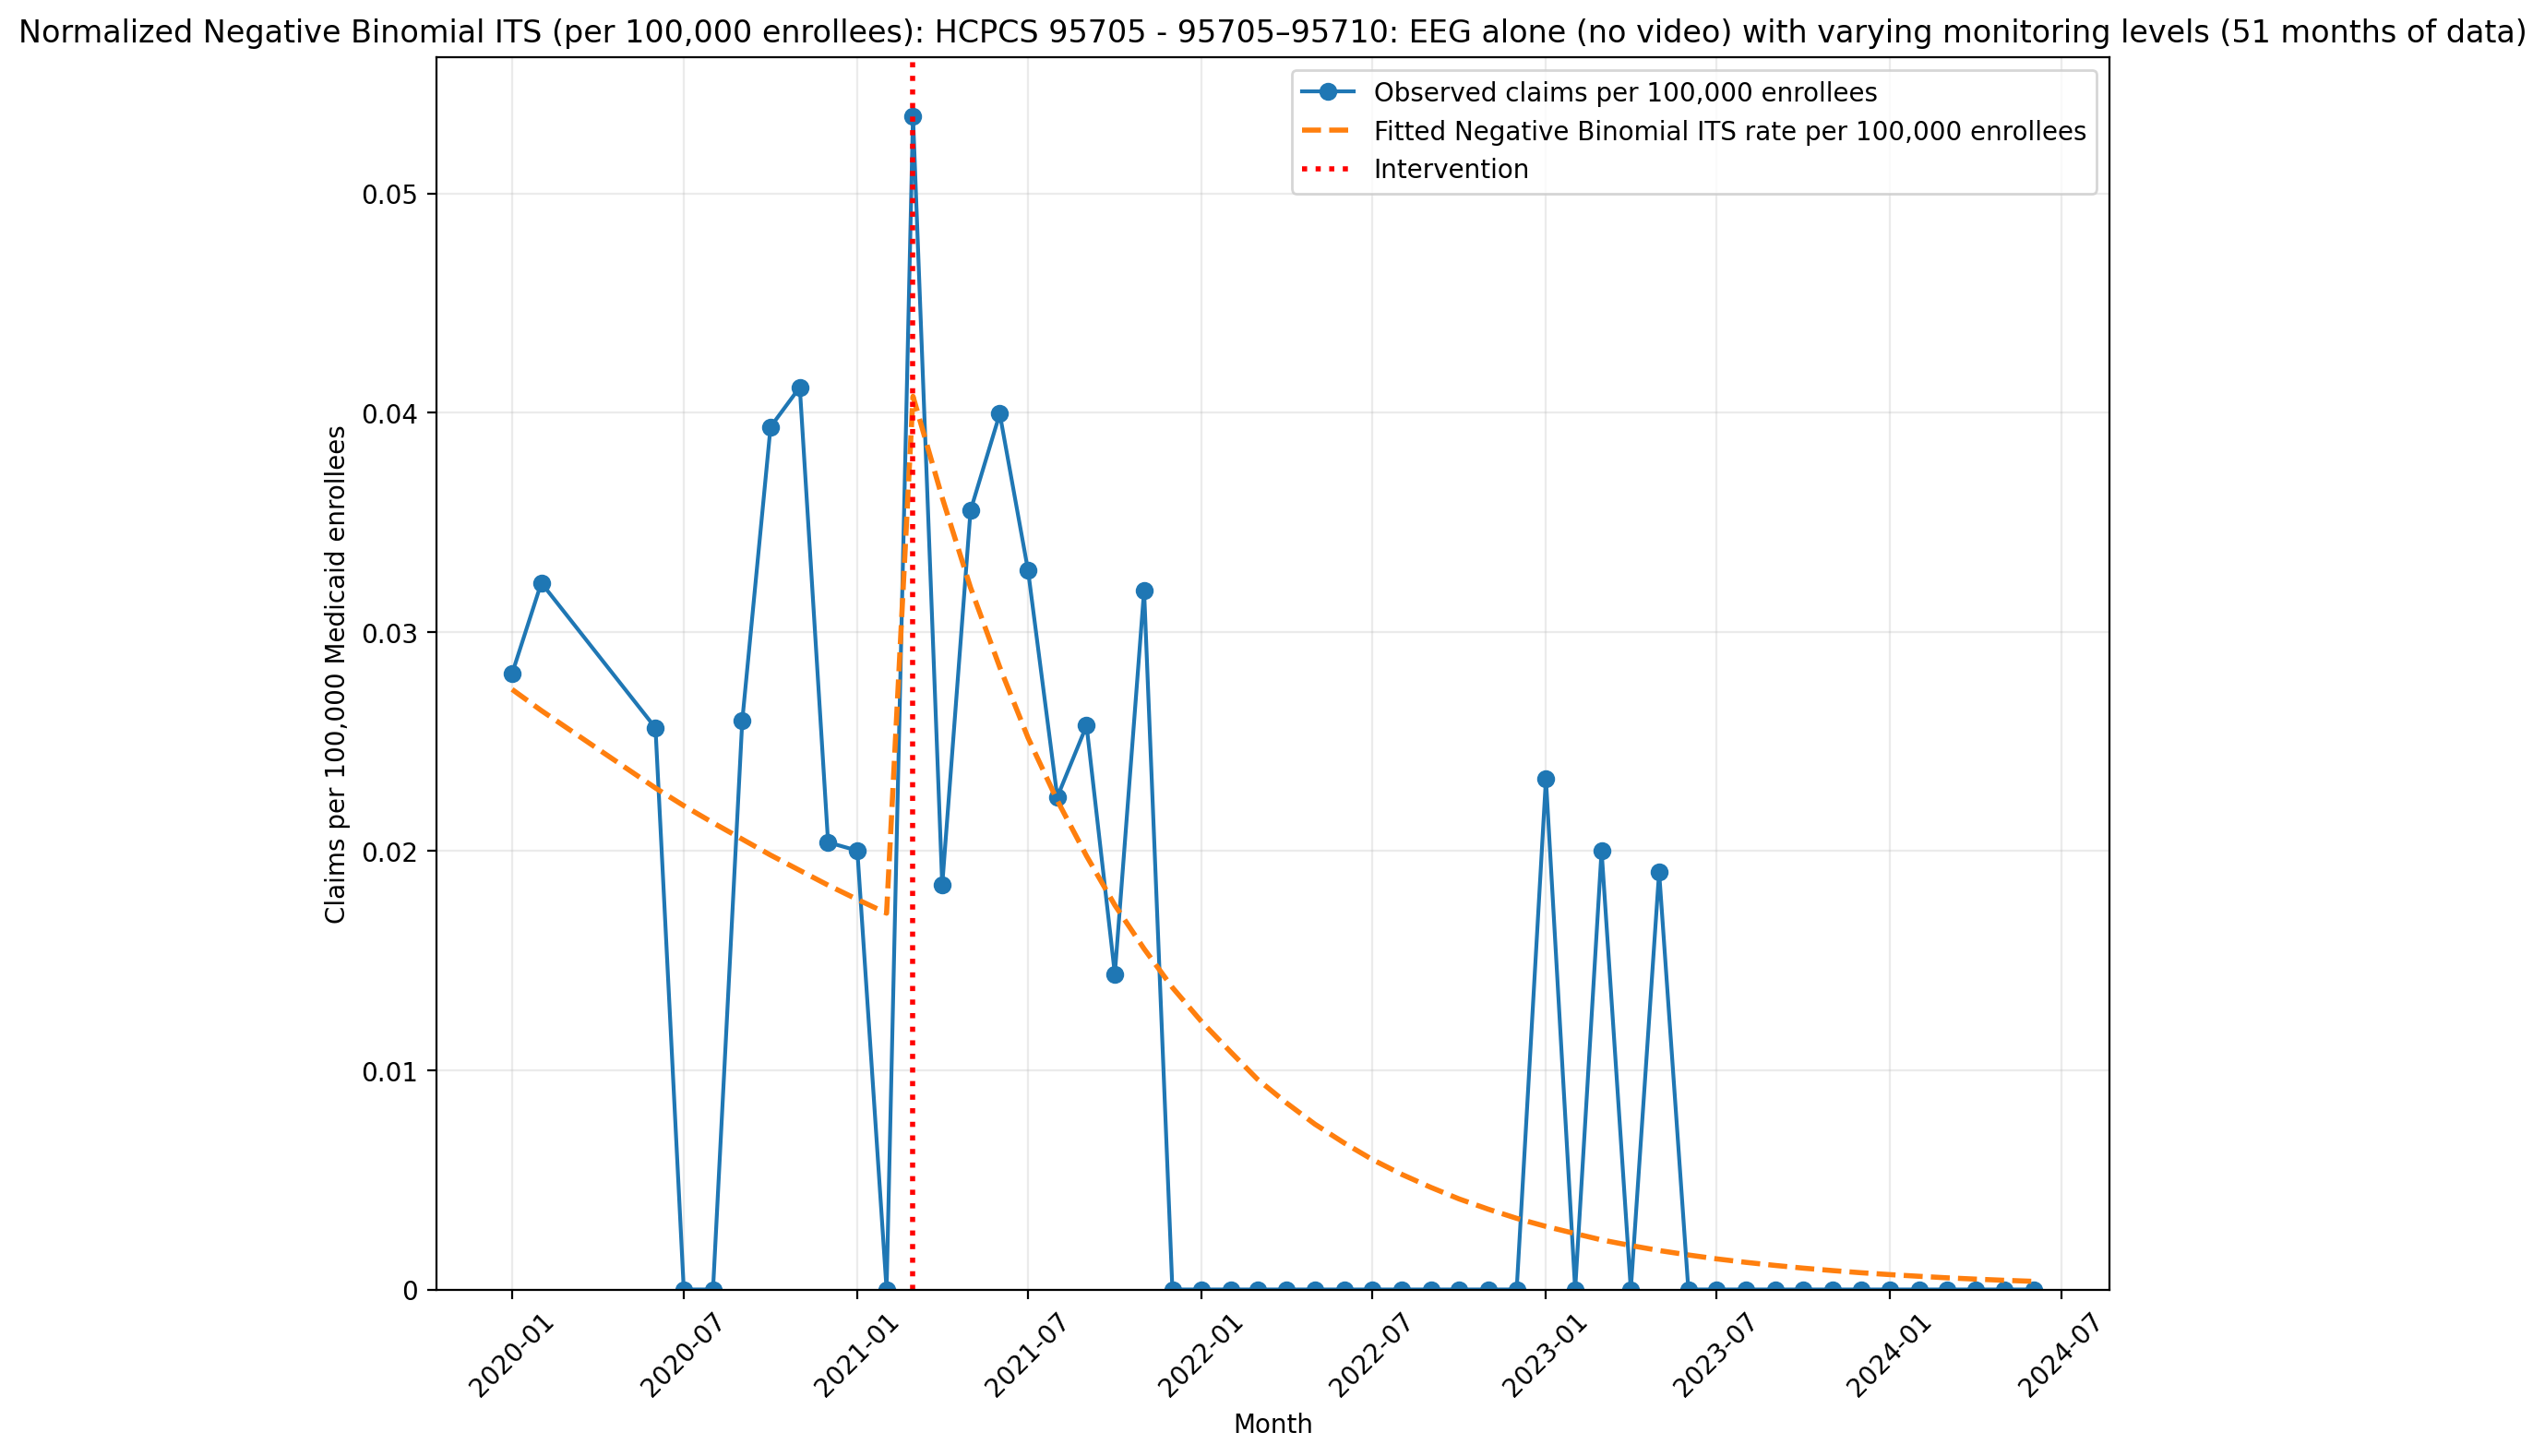 Normalized Negative Binomial ITS (per 100,000 enrollees): HCPCS 95705 - 95705–95710: EEG alone (no video) with varying monitoring levels (51 months of data)
Observed claims per 100,000 enrollees
Fitted Negative Binomial ITS rate per 100,000 enrollees
Intervention
Claims per 100,000 Medicaid enrollees
0.05
0.04
0.03
0.02
0.01
0
2020-01
2020-07
2021-01
2021-07
2022-01
2022-07
2023-01
2023-07
2024-01
2024-07
Month